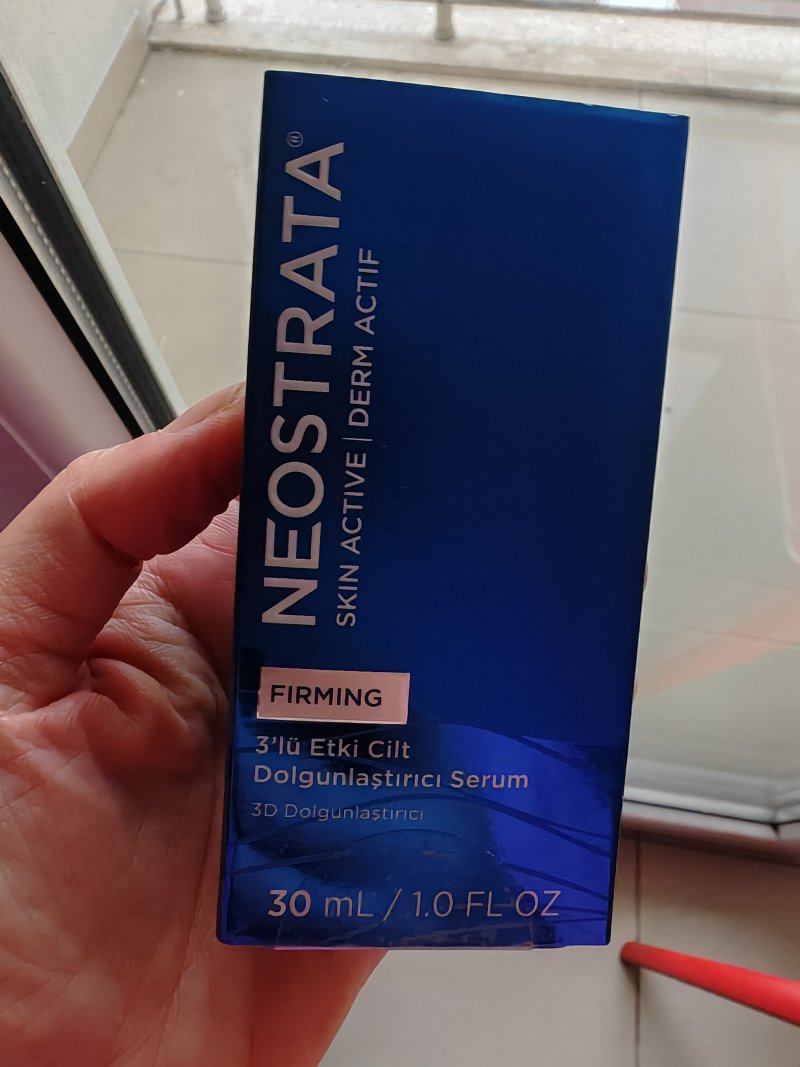 NEOSTRATA®
SKIN ACTIVE | DERM ACTIF
FIRMING
3'lü Etki Cilt
Dolgunlaştırıcı Serum
3D Dolgunlaştırıcı
30 mL / 1.0 FL OZ